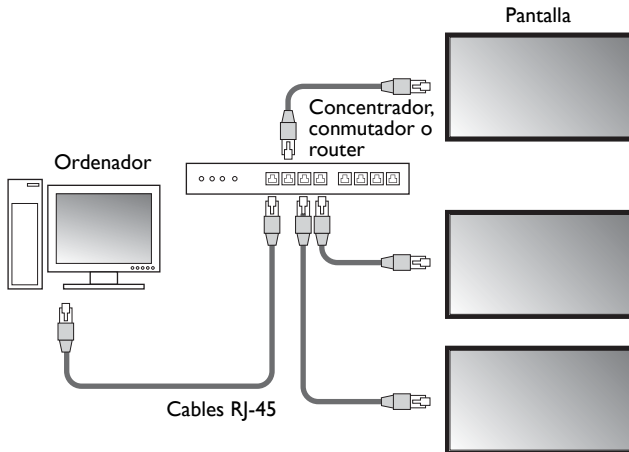 Pantalla
Concentrador,
conmutador o
router
Ordenador
Cables RJ-45